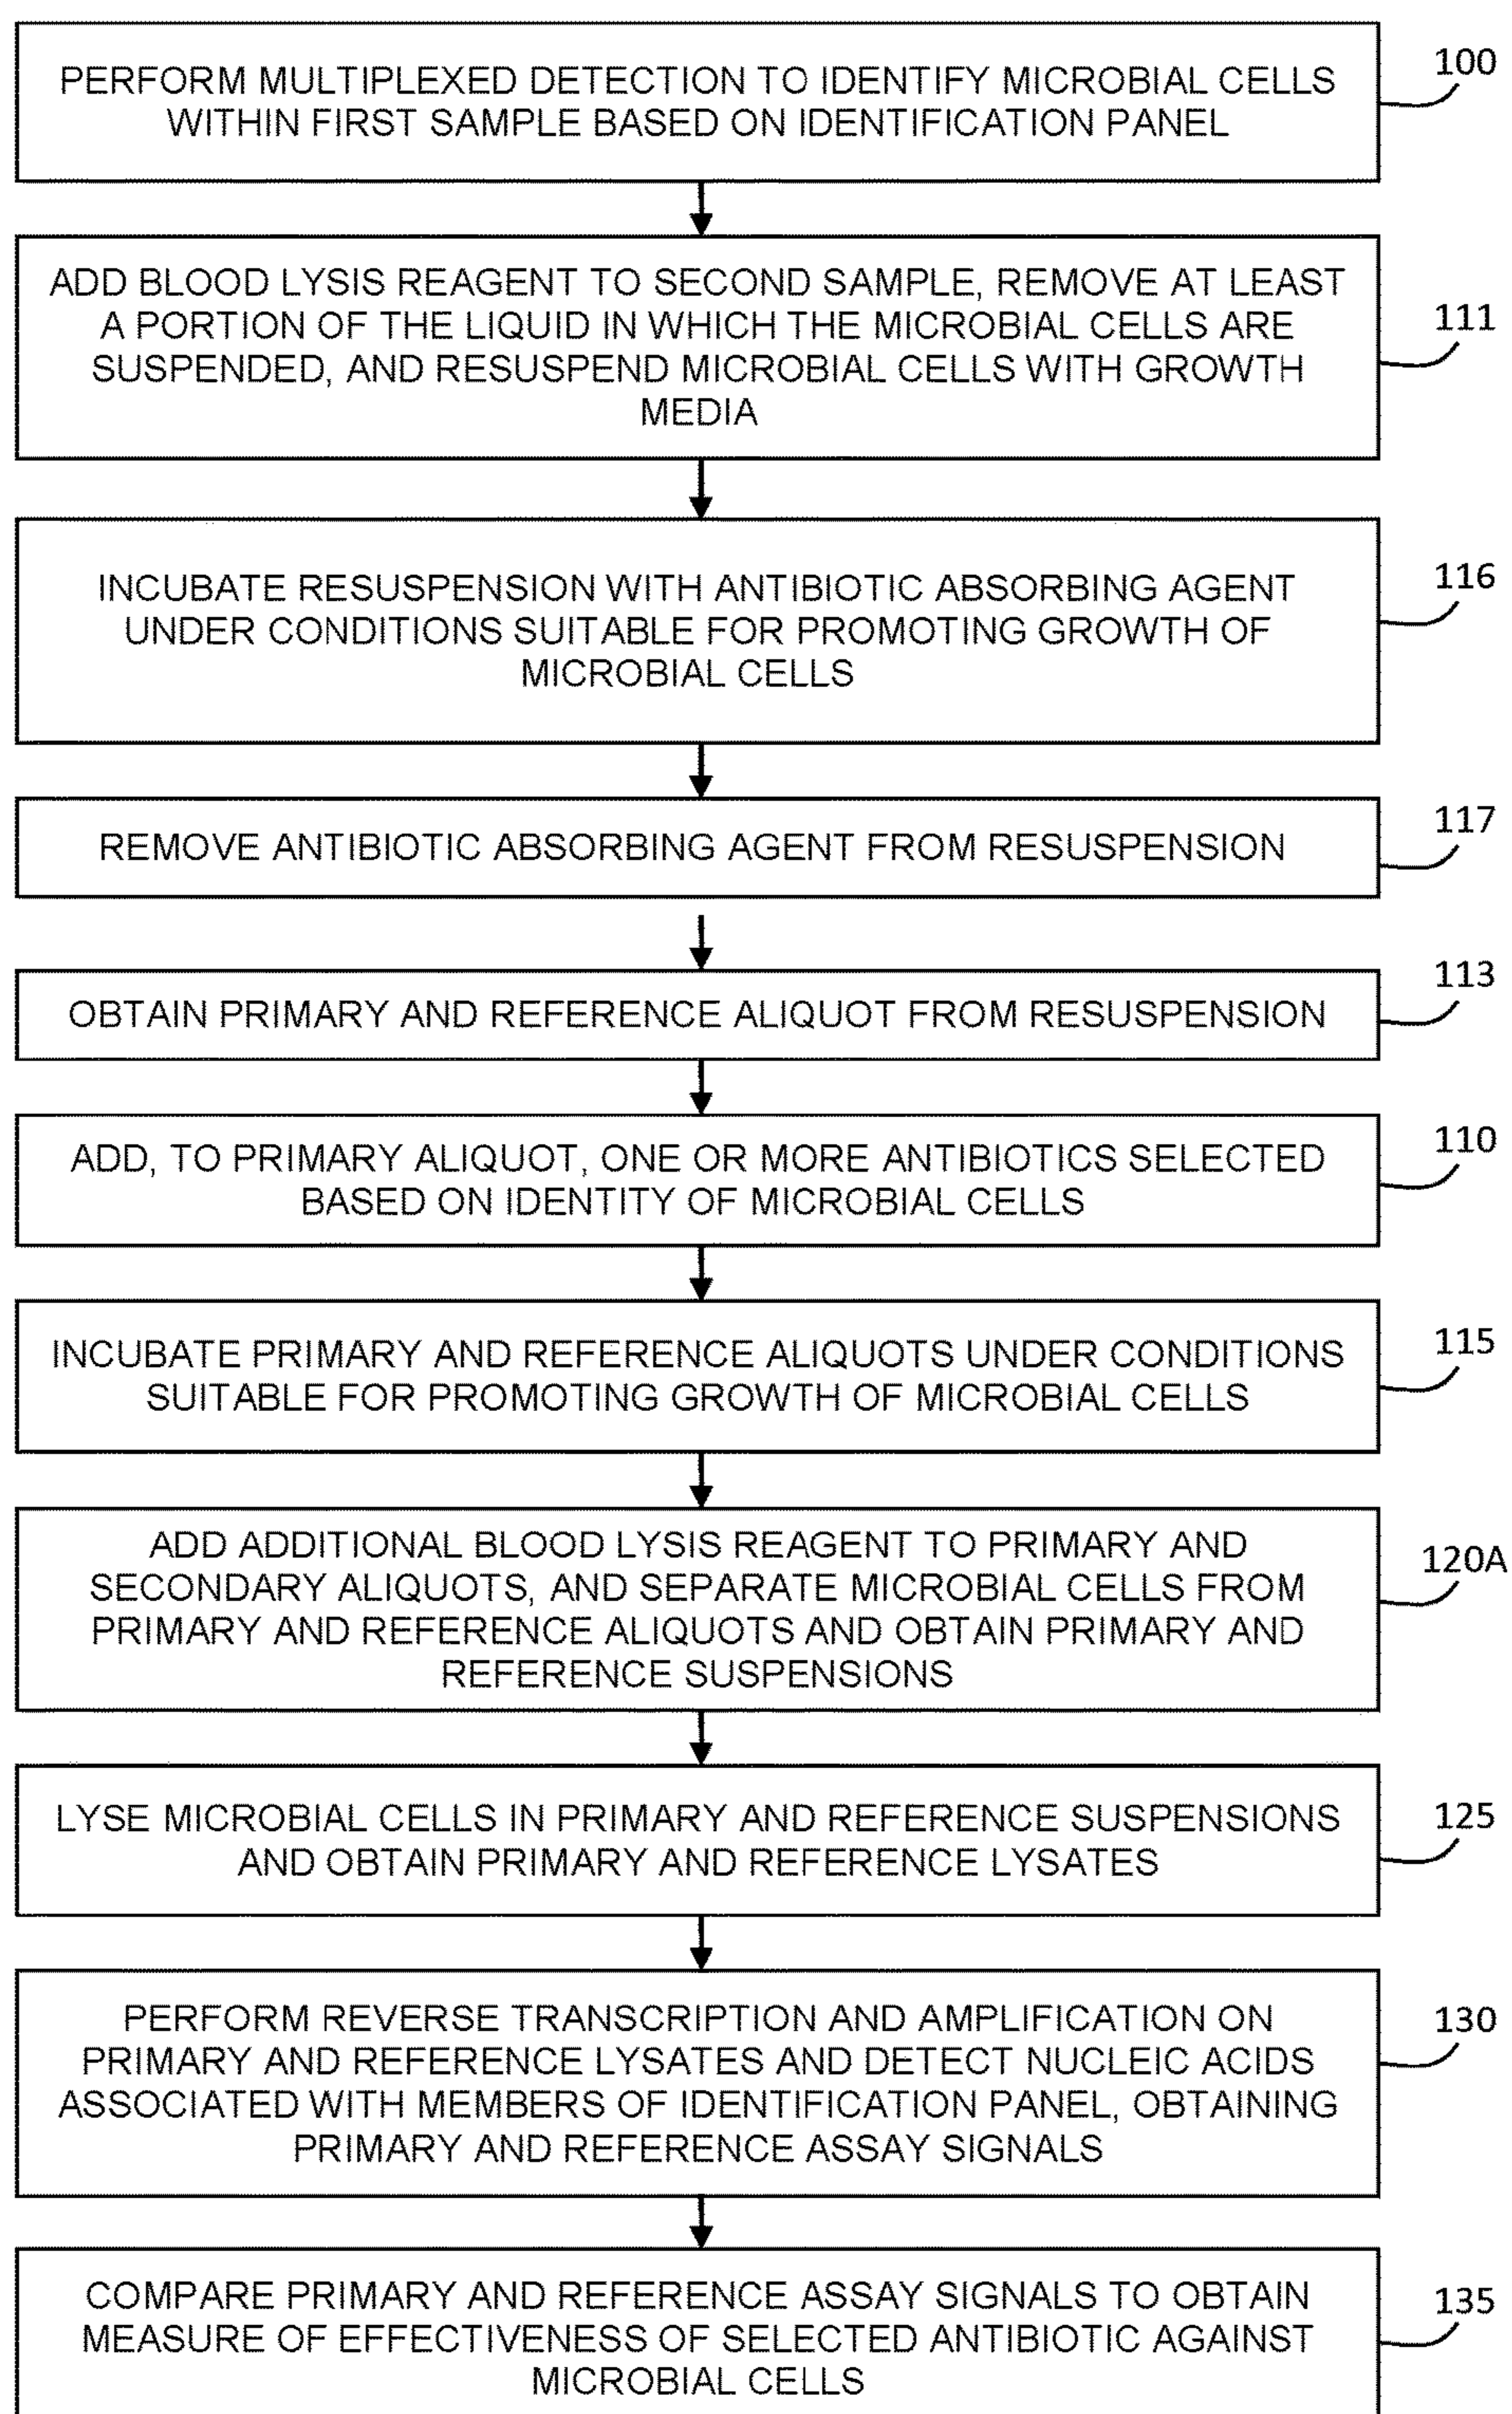 100
PERFORM MULTIPLEXED DETECTION TO IDENTIFY MICROBIAL CELLS
WITHIN FIRST SAMPLE BASED ON IDENTIFICATION PANEL
111
ADD BLOOD LYSIS REAGENT TO SECOND SAMPLE, REMOVE AT LEAST
A PORTION OF THE LIQUID IN WHICH THE MICROBIAL CELLS ARE
SUSPENDED, AND RESUSPEND MICROBIAL CELLS WITH GROWTH
MEDIA
116
INCUBATE RESUSPENSION WITH ANTIBIOTIC ABSORBING AGENT
UNDER CONDITIONS SUITABLE FOR PROMOTING GROWTH OF
MICROBIAL CELLS
117
REMOVE ANTIBIOTIC ABSORBING AGENT FROM RESUSPENSION
113
OBTAIN PRIMARY AND REFERENCE ALIQUOT FROM RESUSPENSION
110
ADD, TO PRIMARY ALIQUOT, ONE OR MORE ANTIBIOTICS SELECTED
BASED ON IDENTITY OF MICROBIAL CELLS
115
INCUBATE PRIMARY AND REFERENCE ALIQUOTS UNDER CONDITIONS
SUITABLE FOR PROMOTING GROWTH OF MICROBIAL CELLS
120A
ADD ADDITIONAL BLOOD LYSIS REAGENT TO PRIMARY AND
SECONDARY ALIQUOTS, AND SEPARATE MICROBIAL CELLS FROM
PRIMARY AND REFERENCE ALIQUOTS AND OBTAIN PRIMARY AND
REFERENCE SUSPENSIONS
125
LYSE MICROBIAL CELLS IN PRIMARY AND REFERENCE SUSPENSIONS
AND OBTAIN PRIMARY AND REFERENCE LYSATES
130
PERFORM REVERSE TRANSCRIPTION AND AMPLIFICATION ON
PRIMARY AND REFERENCE LYSATES AND DETECT NUCLEIC ACIDS
ASSOCIATED WITH MEMBERS OF IDENTIFICATION PANEL, OBTAINING
PRIMARY AND REFERENCE ASSAY SIGNALS
135
COMPARE PRIMARY AND REFERENCE ASSAY SIGNALS TO OBTAIN
MEASURE OF EFFECTIVENESS OF SELECTED ANTIBIOTIC AGAINST
MICROBIAL CELLS